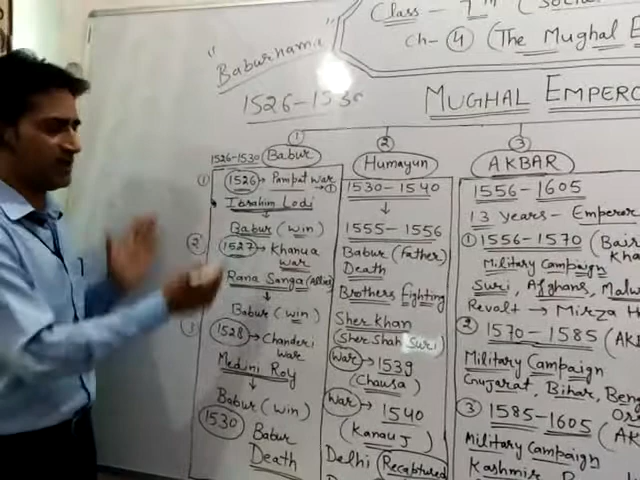 Class - 7th (Social
Ch- 4 (The Mughal E
"Baburnama"
1526-1530
MUGHAL EMPERO
1
2
3
1526-1530 Babur
Humayun
AKBAR
1 1526 → Panipat war → 1
Ibrahim Lodi
↓
Babur (win)
2 1527 → Khanua
war
Rana Sanga (Allies)
↓
Babur (win)
1528 → Chanderi
war
Medini Roy
↓
Babur (win)
1530 Babur
Death
1530-1540
↓
1555-1556
Babur (father)
Death
Brothers fighting
Sher Khan
(Sher Shah Suri)
War → 1539
(Chausa)
War → 1540
(Kanauj)
Delhi (Recaptured
1556-1605
13 years - Emperor
1 1556-1570 (Bair
Kha
Military Campaign
Suri, Afghans, Malw
Revolt → Mirza H
2 1570-1585 (AK
Military Campaign
Gujarat, Bihar, Beng
Ors
3 1585-1605 (AK
Military Campaign
Kashmir